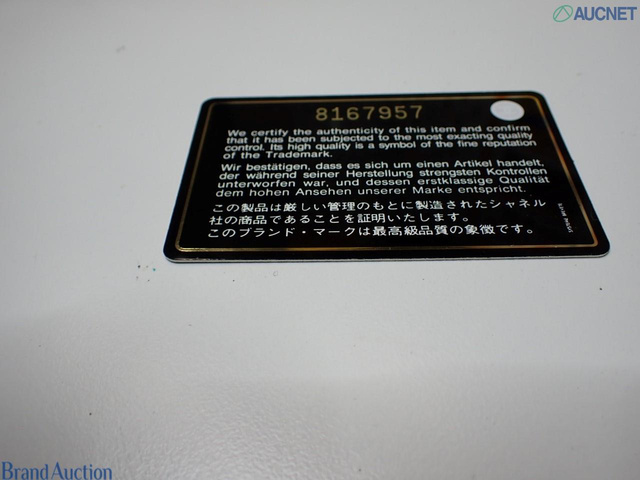 AUCNET
8167957
We certify the authenticity of this item and confirm
that it has been subjected to the most exacting quality
control. Its high quality is a symbol of the fine reputation
of the Trademark.
Wir bestätigen, dass es sich um einen Artikel handelt,
der während seiner Herstellung strengsten Kontrollen
unterworfen war, und dessen erstklassige Qualität
dem hohen Ansehen unserer Marke entspricht.
この製品は厳しい管理のもとに製造されたシャネル
社の商品であることを証明いたします。
このブランド・マークは最高級品質の象徴です。
Brand Auction